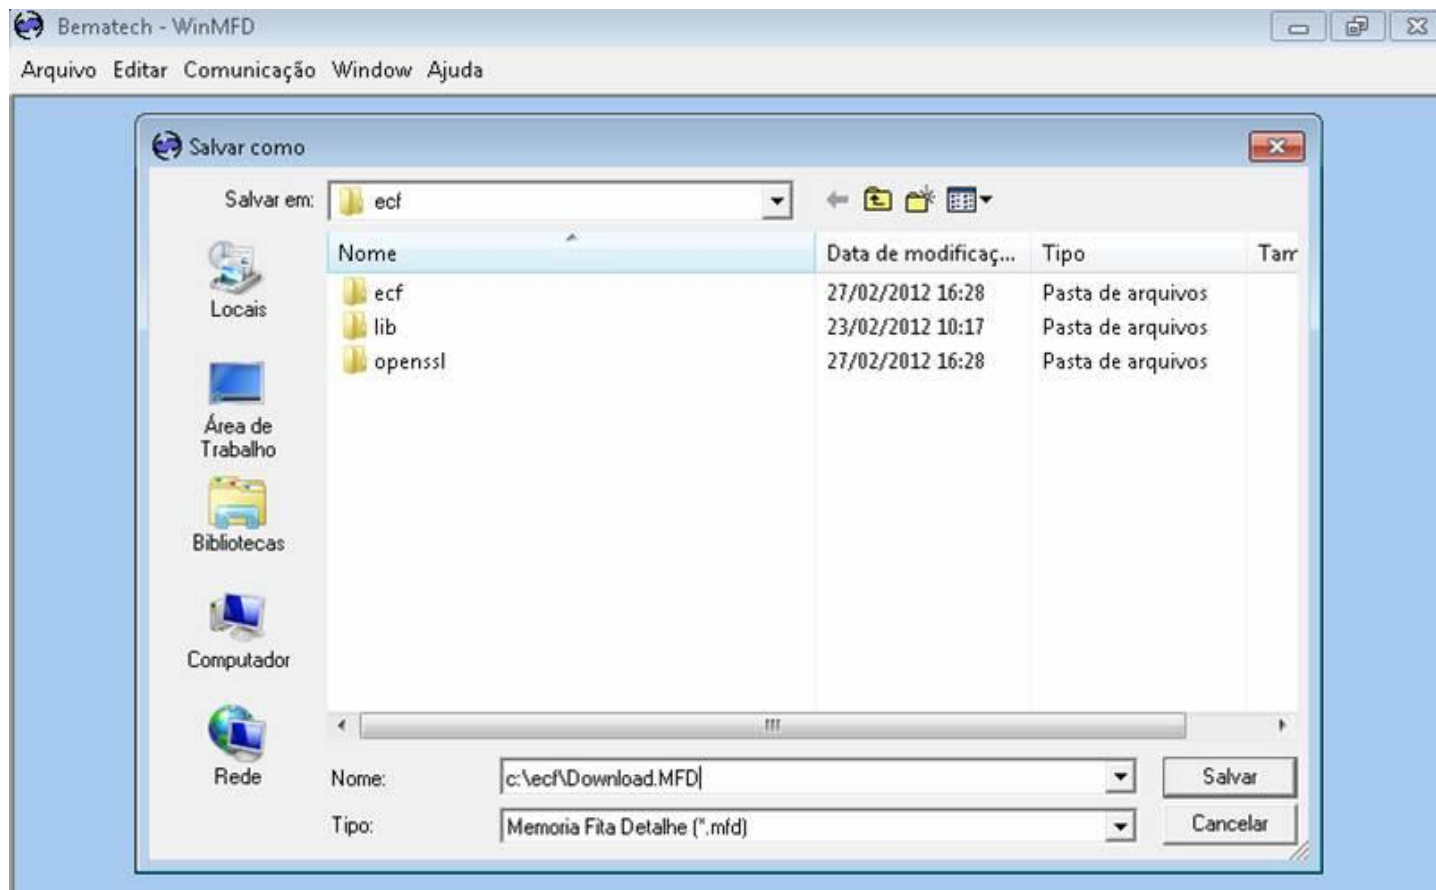 Bematech - WinMFD
Arquivo Editar Comunicação Window Ajuda
Salvar como
Salvar em: ecf
Nome Data de modificaç... Tipo Tam
ecf 27/02/2012 16:28 Pasta de arquivos
lib 23/02/2012 10:17 Pasta de arquivos
openssl 27/02/2012 16:28 Pasta de arquivos
Locais
Área de
Trabalho
Bibliotecas
Computador
Rede
Nome: c:\ecf\Download.MFD Salvar
Tipo: Memoria Fita Detalhe (*.mfd) Cancelar